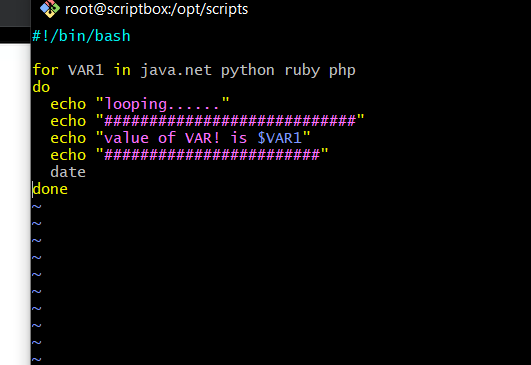 root@scriptbox:/opt/scripts
#!/bin/bash
for VAR1 in java.net python ruby php
do
  echo "looping......"
  echo "############################"
  echo "value of VAR! is $VAR1"
  echo "########################"
  date
done
~
~
~
~
~
~
~
~
~
~